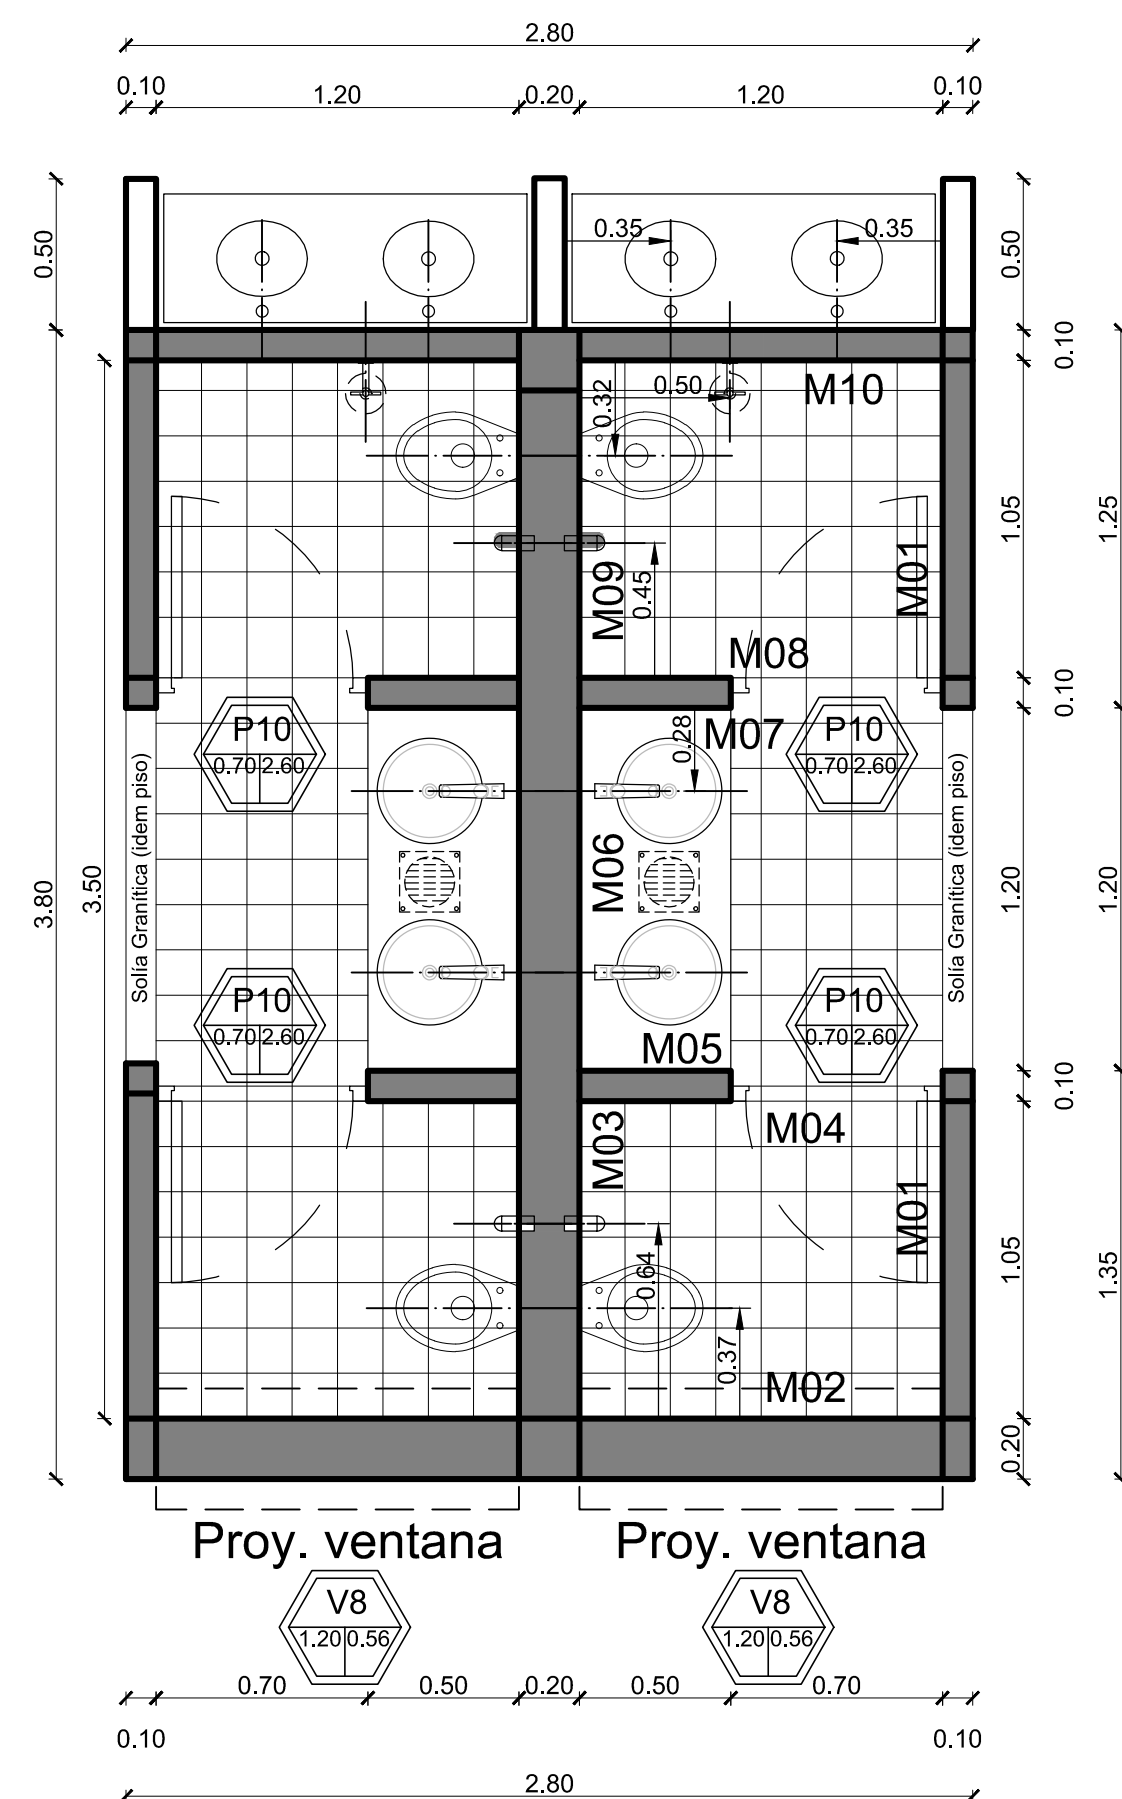 2.80
0.10 1.20 0.20 1.20 0.10
0.50
0.35 0.35
0.50
0.10
M10
0.32
0.50
1.05
1.25
M09
0.45
M01
M08
0.10
P10
0.70 2.60
0.28
M07
P10
0.70 2.60
Solía Granítica (idem piso)
Solía Granítica (idem piso)
3.80
3.50
M06
1.20
1.20
P10
0.70 2.60
P10
0.70 2.60
M05
0.10
M03
M04
M01
0.64
1.05
1.35
0.37
M02
0.20
Proy. ventana Proy. ventana
V8
1.20 0.56
V8
1.20 0.56
0.70 0.50 0.20 0.50 0.70
0.10 0.10
2.80